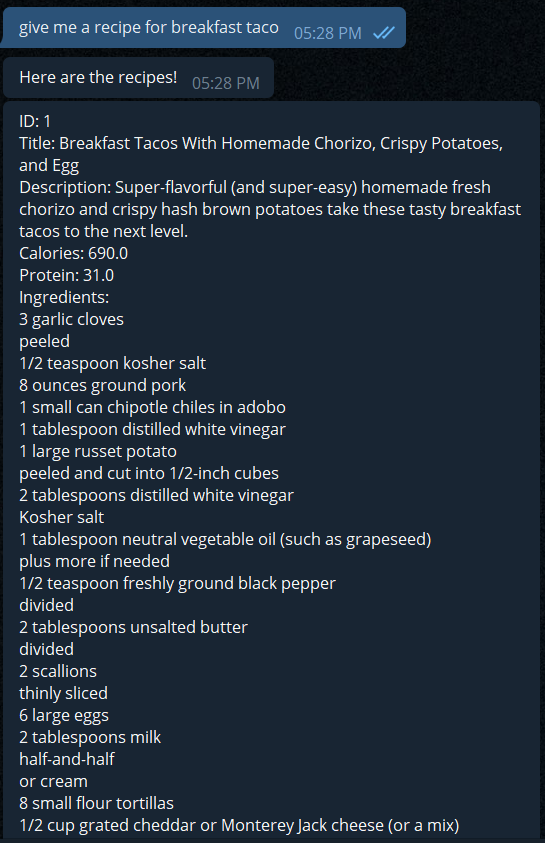 give me a recipe for breakfast taco 05:28 PM
Here are the recipes! 05:28 PM
ID: 1
Title: Breakfast Tacos With Homemade Chorizo, Crispy Potatoes,
and Egg
Description: Super-flavorful (and super-easy) homemade fresh
chorizo and crispy hash brown potatoes take these tasty breakfast
tacos to the next level.
Calories: 690.0
Protein: 31.0
Ingredients:
3 garlic cloves
peeled
1/2 teaspoon kosher salt
8 ounces ground pork
1 small can chipotle chiles in adobo
1 tablespoon distilled white vinegar
1 large russet potato
peeled and cut into 1/2-inch cubes
2 tablespoons distilled white vinegar
Kosher salt
1 tablespoon neutral vegetable oil (such as grapeseed)
plus more if needed
1/2 teaspoon freshly ground black pepper
divided
2 tablespoons unsalted butter
divided
2 scallions
thinly sliced
6 large eggs
2 tablespoons milk
half-and-half
or cream
8 small flour tortillas
1/2 cup grated cheddar or Monterey Jack cheese (or a mix)